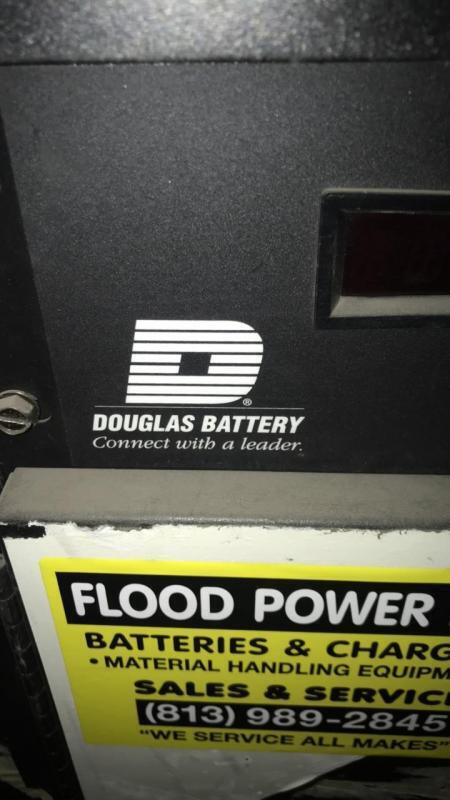 DOUGLAS BATTERY
Connect with a leader.
FLOOD POWER
BATTERIES & CHARG
• MATERIAL HANDLING EQUIPM
SALES & SERVIC
(813) 989-2845
"WE SERVICE ALL MAKES"